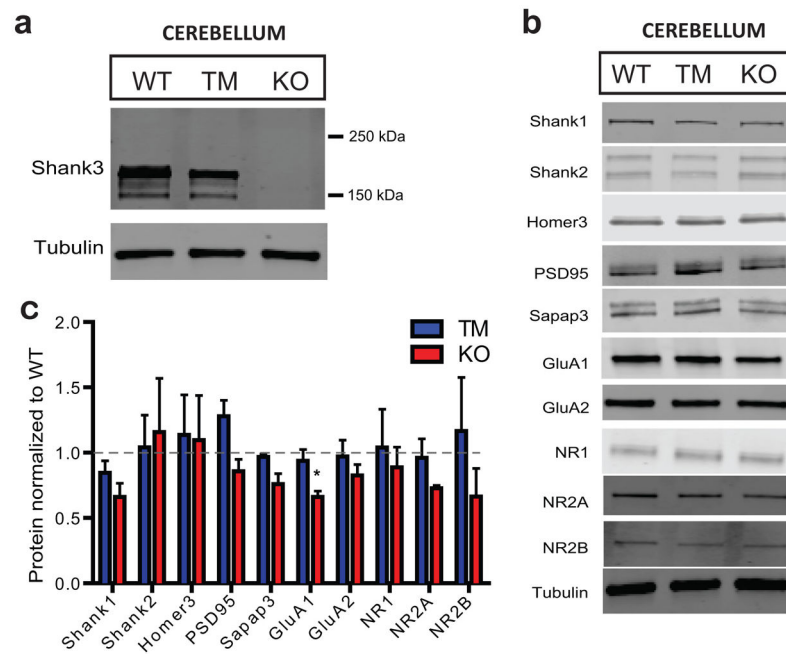 a
CEREBELLUM
WT TM KO
Shank3
250 kDa
150 kDa
Tubulin
b
CEREBELLUM
WT TM KO
Shank1
Shank2
Homer3
PSD95
Sapap3
GluA1
GluA2
NR1
NR2A
NR2B
Tubulin
c
Protein normalized to WT
2.0
1.5
1.0
0.5
0.0
TM
KO
*
Shank1
Shank2
Homer3
PSD95
Sapap3
GluA1
GluA2
NR1
NR2A
NR2B